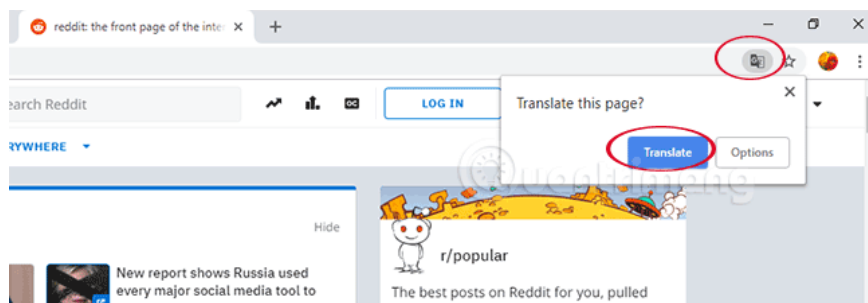 reddit: the front page of the inte
earch Reddit
LOG IN
Translate this page?
RYWHERE
Translate
Options
uantrimang
Hide
r/popular
New report shows Russia used
every major social media tool to
The best posts on Reddit for you, pulled